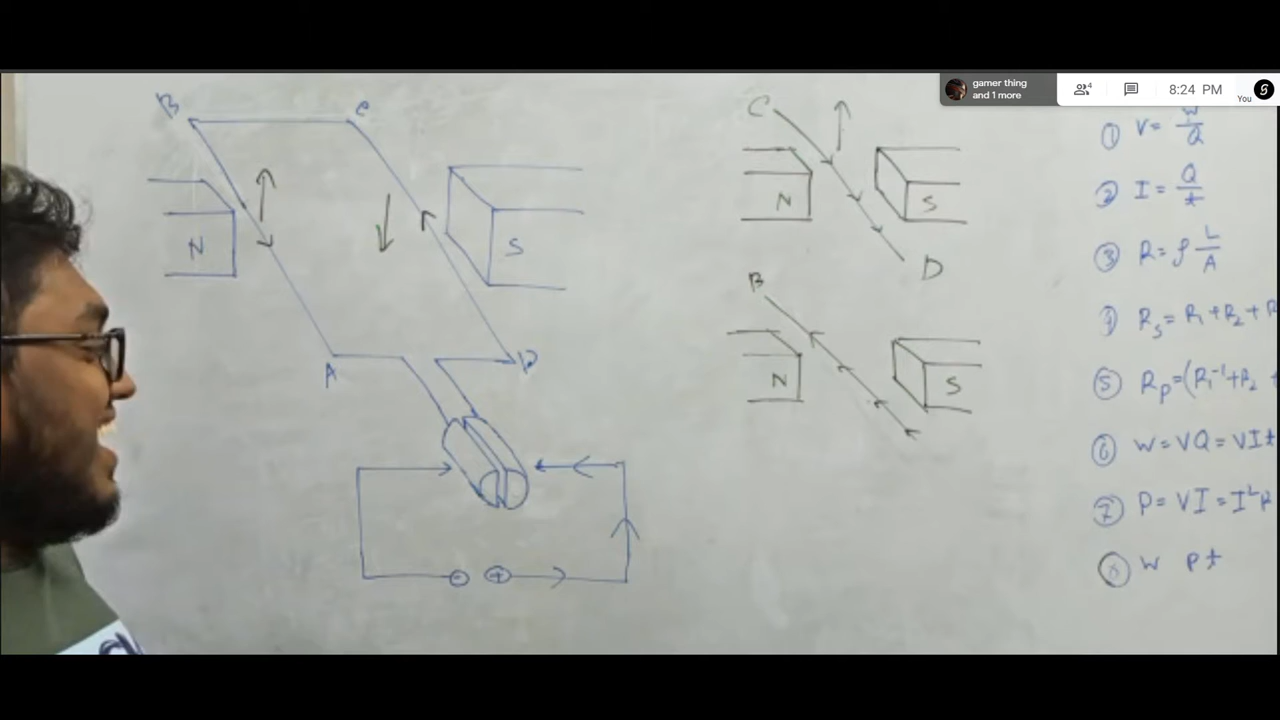 gamer thing
and 1 more
4
8:24 PM
You
B
C
N
S
A
D
- +
C
N
S
D
B
N
S
① V= W/Q
② I = Q/t
③ R = ρ L/A
Rs = R1 + R2 +
⑤ Rp = (R1⁻¹ + R2
⑥ W = VQ = VIt
⑦ P = VI = I²R
W Pt